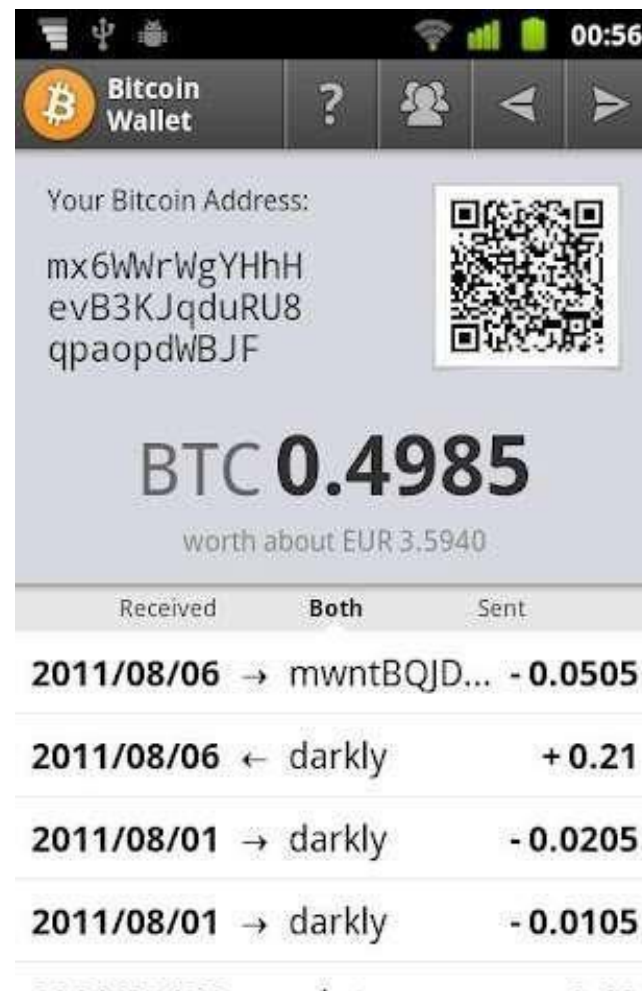 00:56
Bitcoin
Wallet
?
Your Bitcoin Address:
mx6WWrWgYHhH
evB3KJqduRU8
qpaopdWBJF
BTC 0.4985
worth about EUR 3.5940
Received Both Sent
2011/08/06 → mwntBQJD... - 0.0505
2011/08/06 ← darkly + 0.21
2011/08/01 → darkly - 0.0205
2011/08/01 → darkly - 0.0105